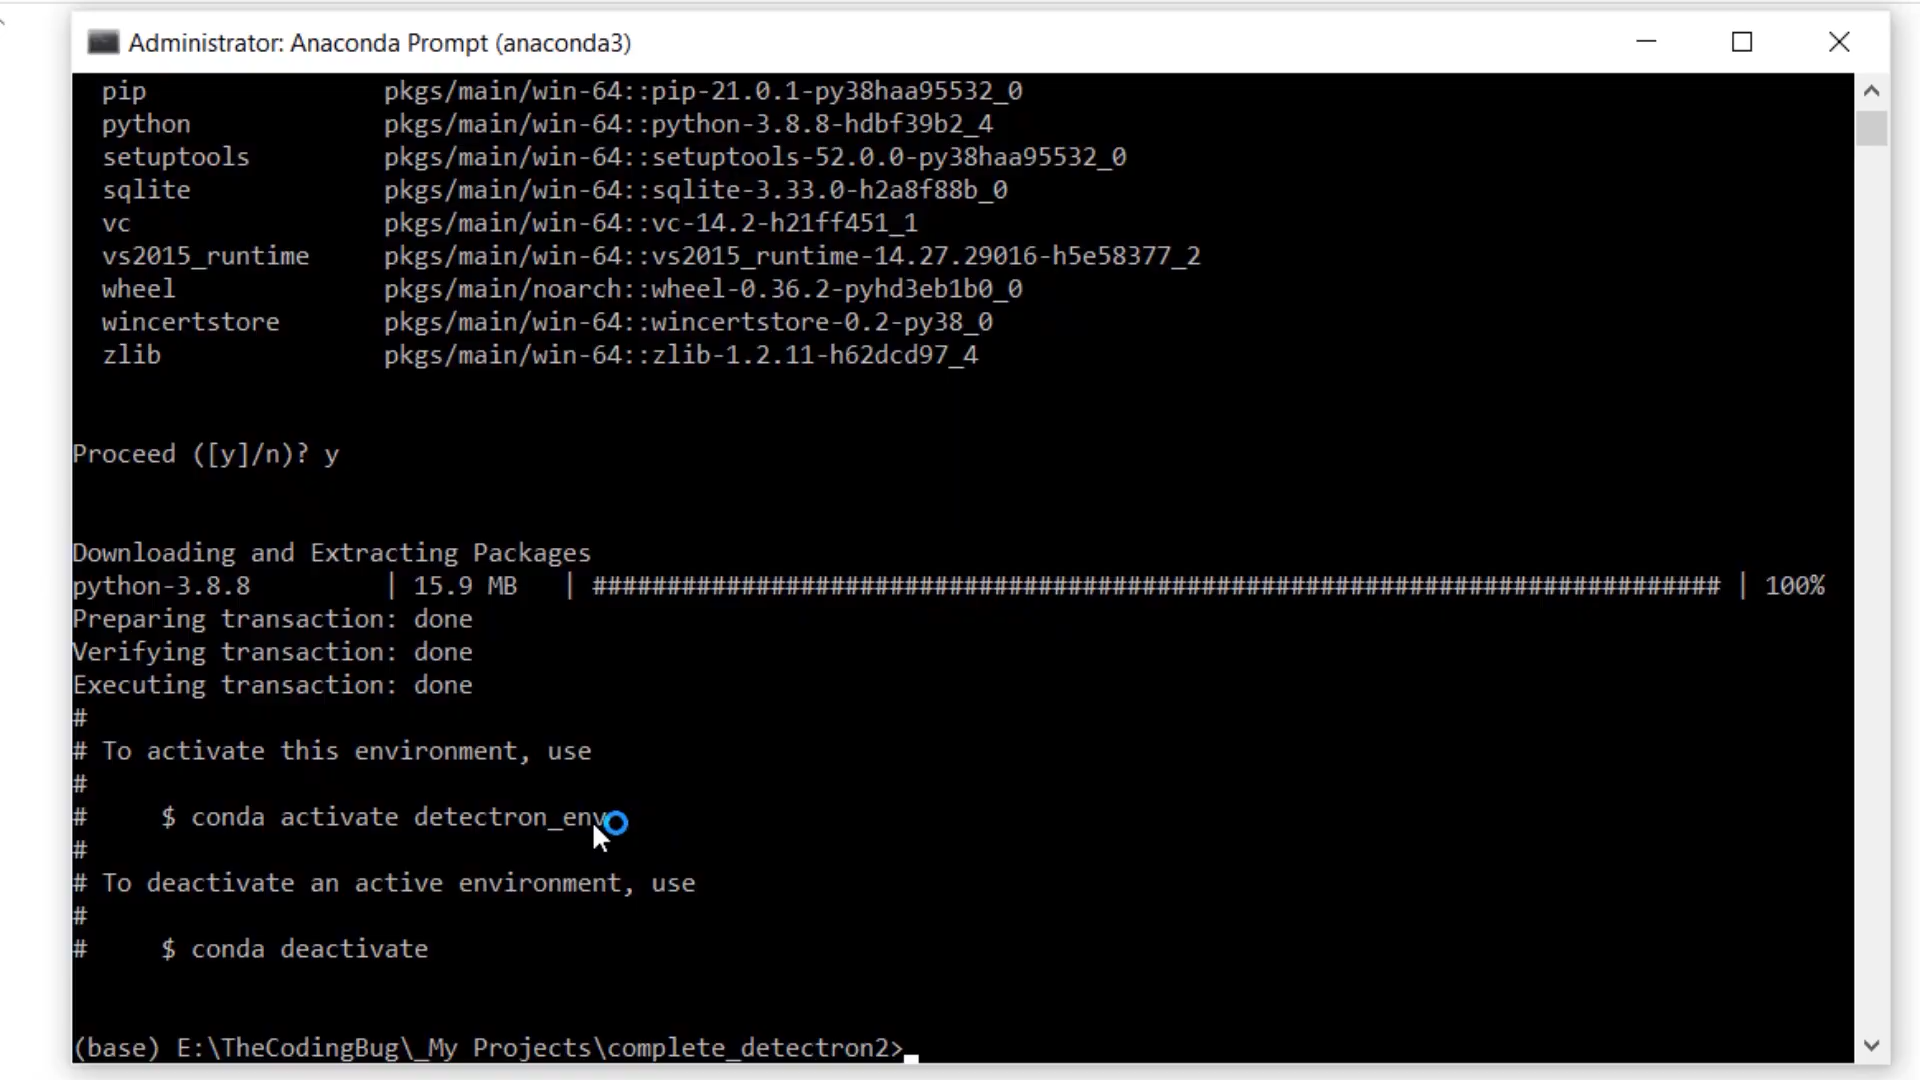 Administrator: Anaconda Prompt (anaconda3)
pip pkgs/main/win-64::pip-21.0.1-py38haa95532_0
python pkgs/main/win-64::python-3.8.8-hdbf39b2_4
setuptools pkgs/main/win-64::setuptools-52.0.0-py38haa95532_0
sqlite pkgs/main/win-64::sqlite-3.33.0-h2a8f88b_0
vc pkgs/main/win-64::vc-14.2-h21ff451_1
vs2015_runtime pkgs/main/win-64::vs2015_runtime-14.27.29016-h5e58377_2
wheel pkgs/main/noarch::wheel-0.36.2-pyhd3eb1b0_0
wincertstore pkgs/main/win-64::wincertstore-0.2-py38_0
zlib pkgs/main/win-64::zlib-1.2.11-h62dcd97_4
Proceed ([y]/n)? y
Downloading and Extracting Packages
python-3.8.8 | 15.9 MB | ############################################################################ | 100%
Preparing transaction: done
Verifying transaction: done
Executing transaction: done
#
# To activate this environment, use
#
# $ conda activate detectron_env
#
# To deactivate an active environment, use
#
# $ conda deactivate
(base) E:\TheCodingBug\_My Projects\complete_detectron2>